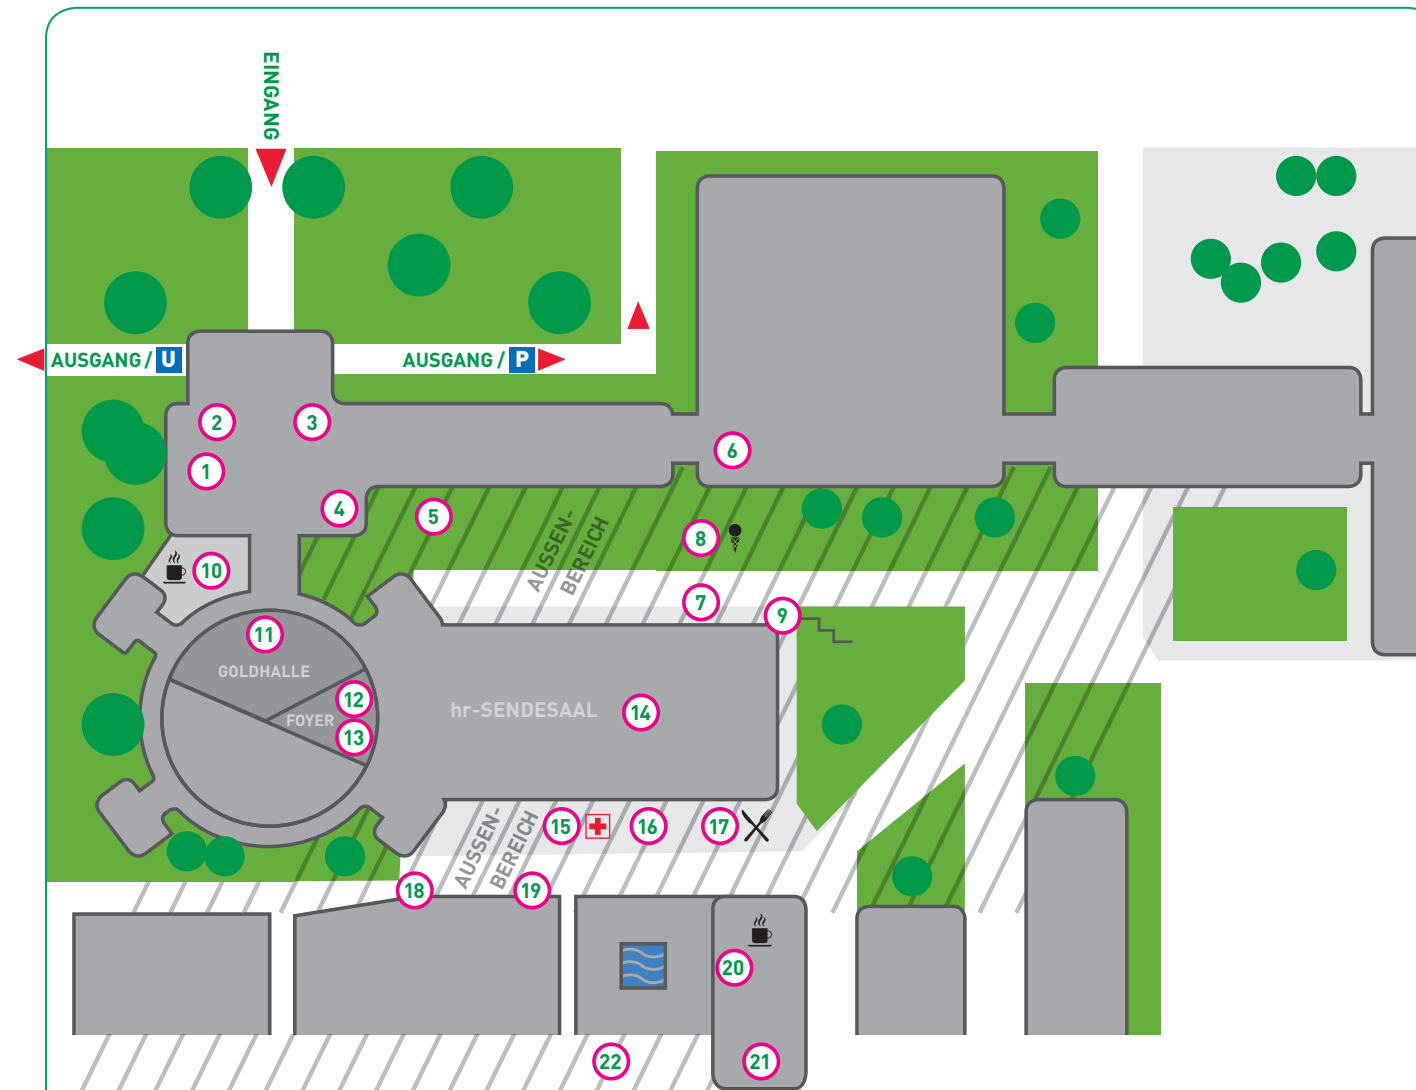 EINGANG
AUSGANG / U
AUSGANG / P
2
3
1
6
4
5
AUSSEN-
BEREICH
8
10
7
9
11
GOLDHALLE
12
FOYER
13
hr-SENDESAAL
14
AUSSEN-
BEREICH
15
16
17
18
19
20
21
22